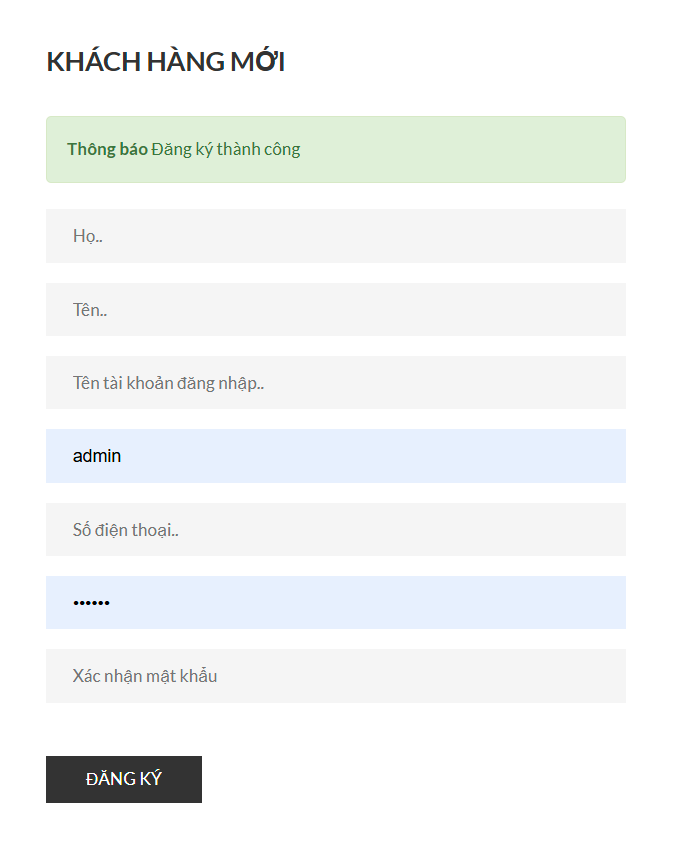 KHÁCH HÀNG MỚI
Thông báo Đăng ký thành công
Họ..
Tên..
Tên tài khoản đăng nhập..
admin
Số điện thoại..
••••••
Xác nhận mật khẩu
ĐĂNG KÝ